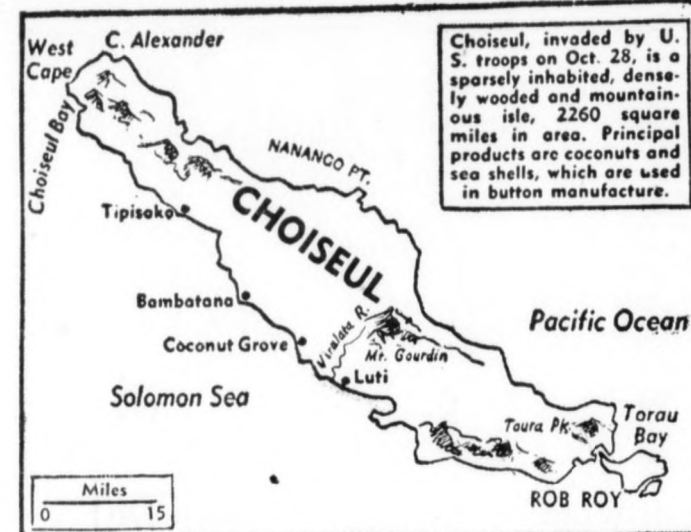 West
Cape
C. Alexander
Choiseul, invaded by U.
S. troops on Oct. 28, is a
sparsely inhabited, dense-
ly wooded and mountain-
ous isle, 2260 square
miles in area. Principal
products are coconuts and
sea shells, which are used
in button manufacture.
Choiseul Bay
NANANGO PT.
Tipisako
CHOISEUL
Bambatana
Viralata R.
Pacific Ocean
Coconut Grove
Mt. Gourdin
Luti
Solomon Sea
Taura Pk.
Torau
Bay
Miles
0 15
ROB ROY